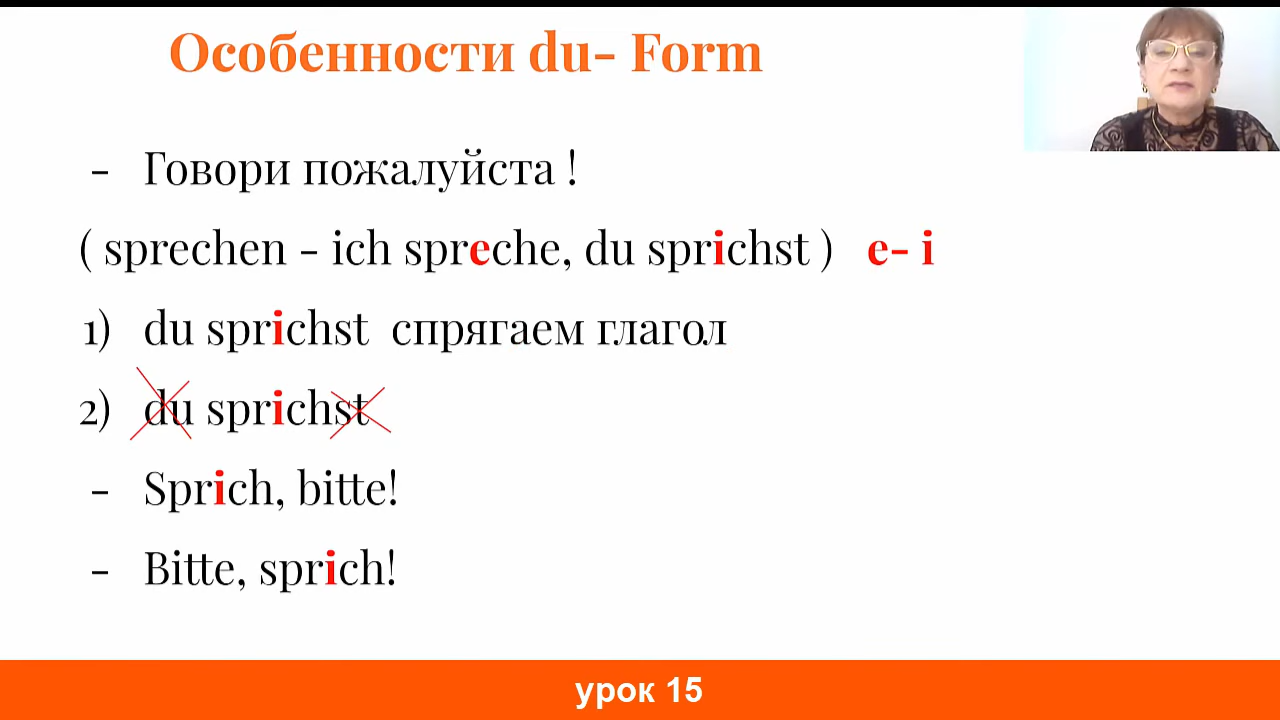 Особенности du- Form
- Говори пожалуйста !
( sprechen - ich spreche, du sprichst ) e- i
1) du sprichst спрягаем глагол
2) du sprichst
- Sprich, bitte!
- Bitte, sprich!
урок 15